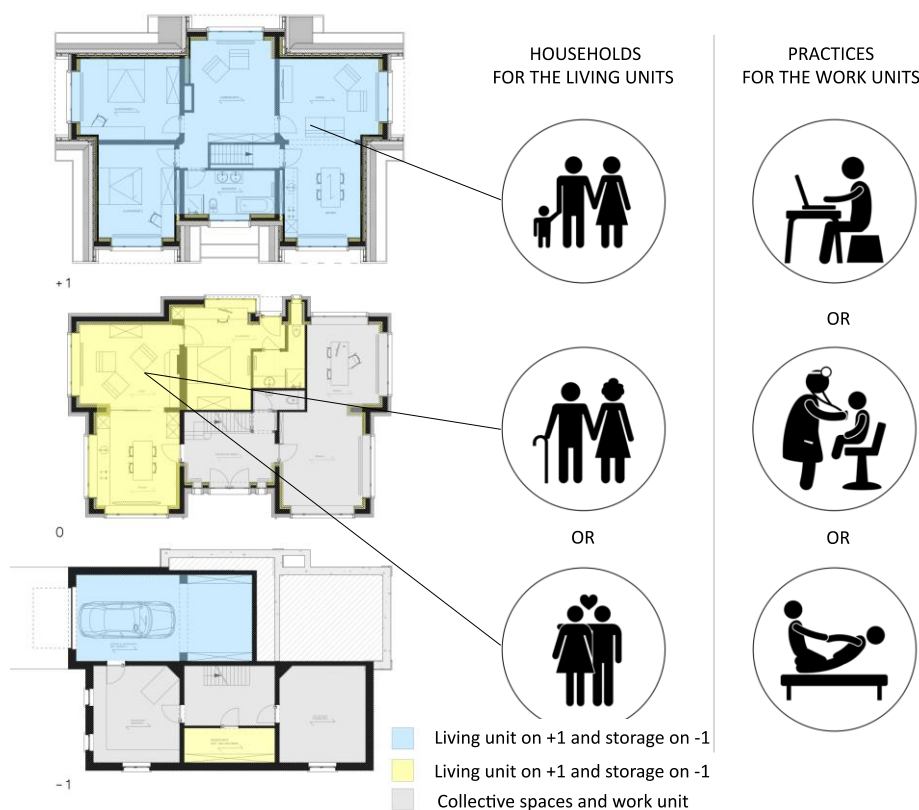 HOUSEHOLDS
FOR THE LIVING UNITS
PRACTICES
FOR THE WORK UNITS
+1
OR
0
OR
OR
-1
Living unit on +1 and storage on -1
Living unit on +1 and storage on -1
Collective spaces and work unit